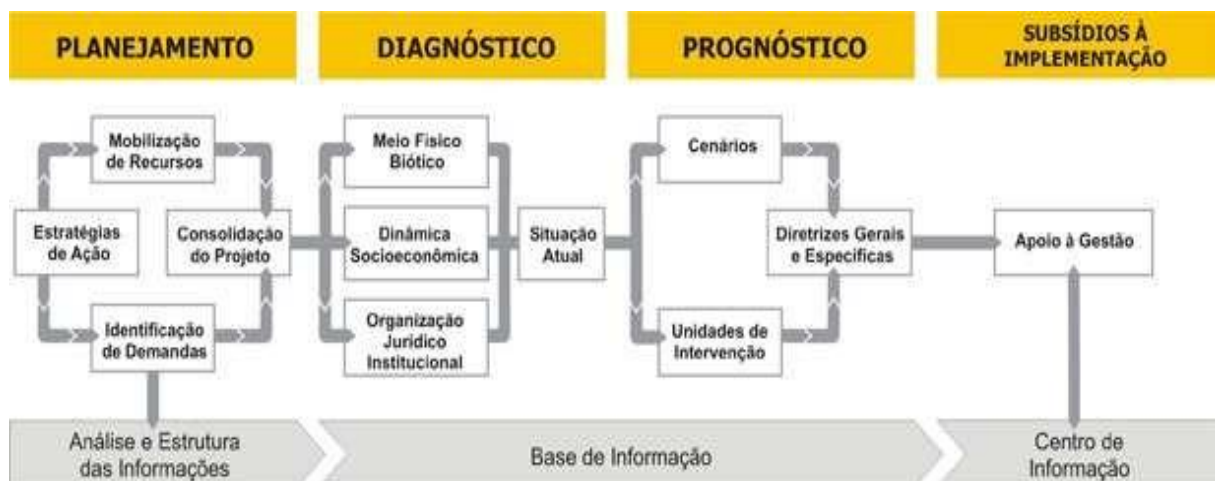 PLANEJAMENTO
DIAGNÓSTICO
PROGNÓSTICO
SUBSÍDIOS À
IMPLEMENTAÇÃO
Mobilização
de Recursos
Estratégias
de Ação
Consolidação
do Projeto
Identificação
de Demandas
Meio Fisico
Biótico
Dinâmica
Socioeconômica
Organização
Jurídico
Institucional
Situação
Atual
Cenários
Unidades de
Intervenção
Diretrizes Gerais
e Especificas
Apoio à Gestão
Análise e Estrutura
das Informações
Base de Informação
Centro de
Informação